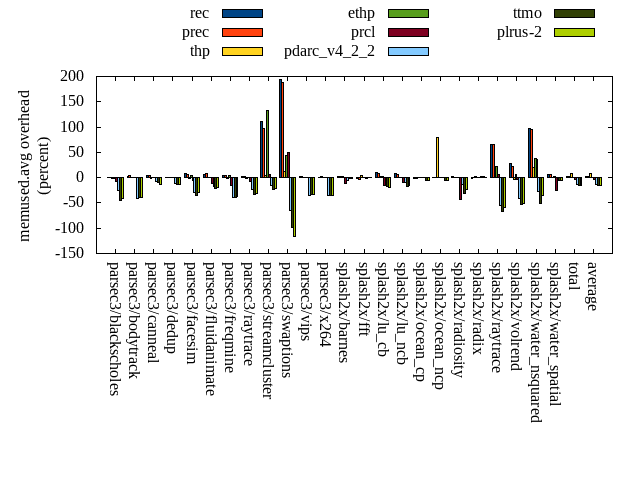 rec
prec
thp
ethp
prcl
pdarc_v4_2_2
ttmo
plrus-2
memused.avg overhead
(percent)
200
150
100
50
0
-50
-100
-150
parsec3/blackscholes
parsec3/bodytrack
parsec3/canneal
parsec3/dedup
parsec3/facesim
parsec3/fluidanimate
parsec3/freqmine
parsec3/raytrace
parsec3/streamcluster
parsec3/swaptions
parsec3/vips
parsec3/x264
splash2x/barnes
splash2x/fft
splash2x/lu_cb
splash2x/lu_ncb
splash2x/ocean_cp
splash2x/ocean_ncp
splash2x/radiosity
splash2x/radix
splash2x/raytrace
splash2x/volrend
splash2x/water_nsquared
splash2x/water_spatial
total
average